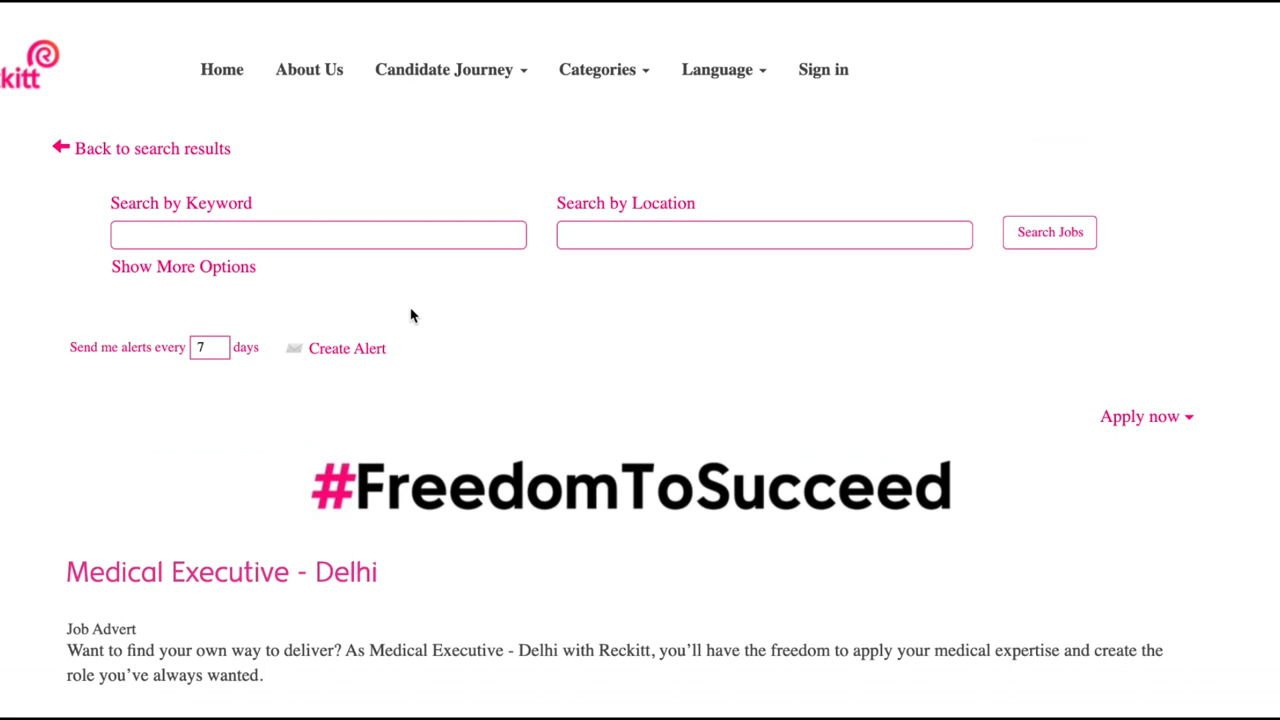 kitt
Home About Us Candidate Journey Categories Language Sign in
Back to search results
Search by Keyword Search by Location
Search Jobs
Show More Options
Send me alerts every 7 days Create Alert
Apply now
#FreedomToSucceed
Medical Executive - Delhi
Job Advert
Want to find your own way to deliver? As Medical Executive - Delhi with Reckitt, you’ll have the freedom to apply your medical expertise and create the
role you’ve always wanted.